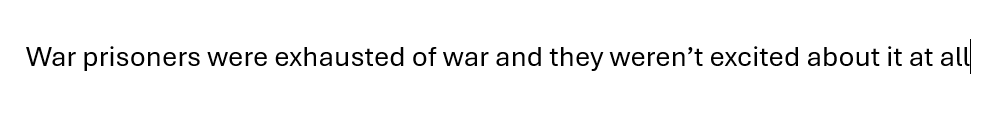 War prisoners were exhausted of war and they weren’t excited about it at all